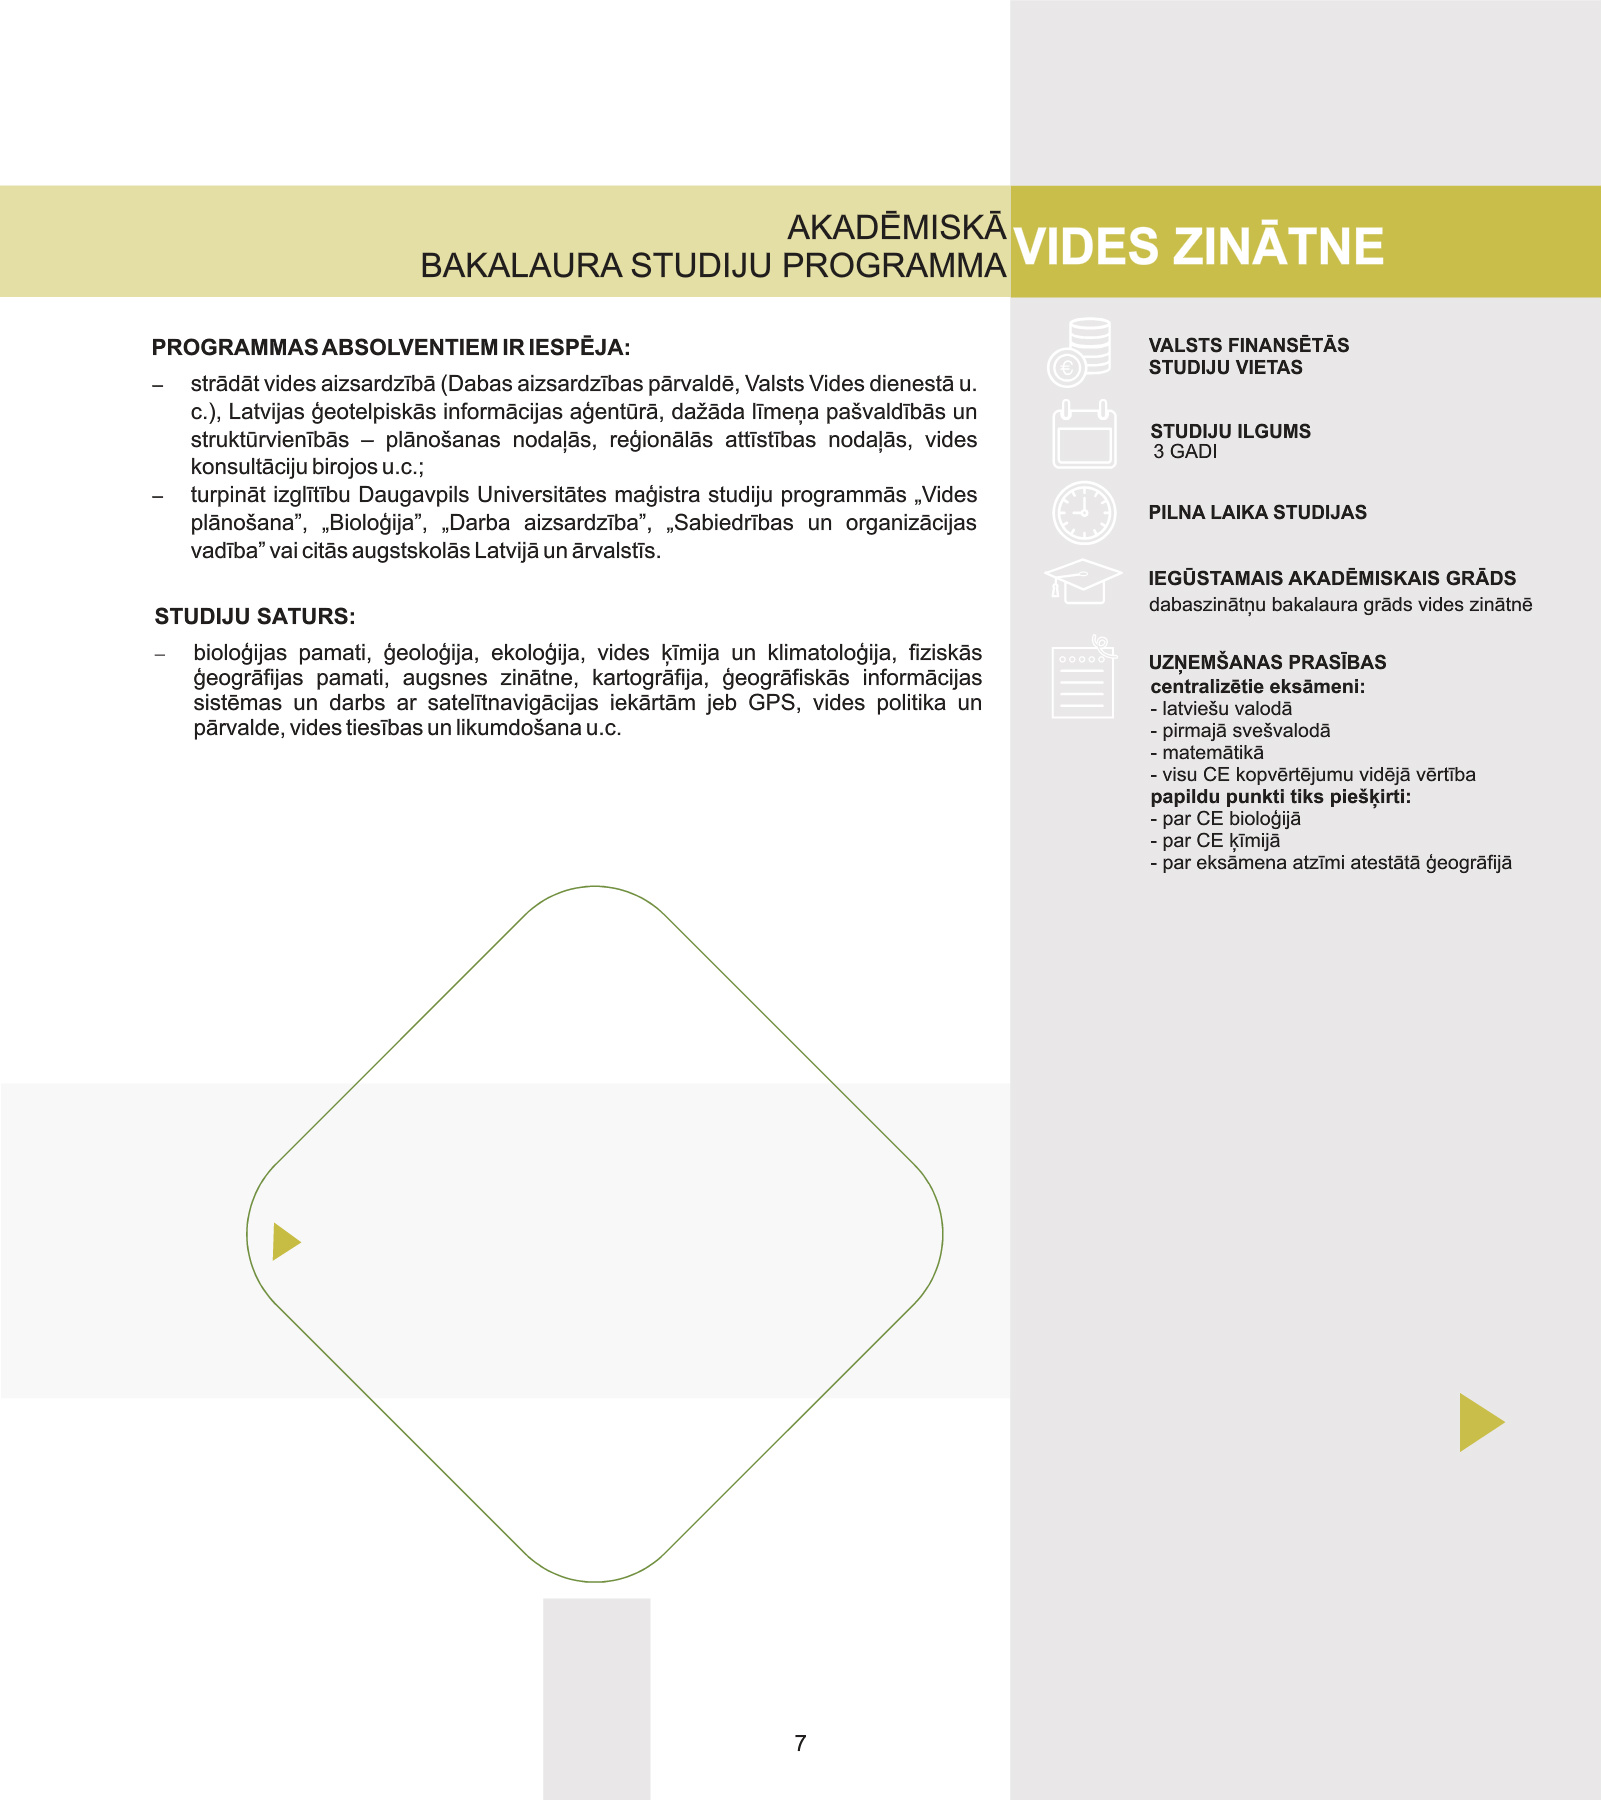 AKADĒMISKĀ
BAKALAURA STUDIJU PROGRAMMA
VIDES ZINĀTNE
PROGRAMMAS ABSOLVENTIEM IR IESPĒJA:
– strādāt vides aizsardzībā (Dabas aizsardzības pārvaldē, Valsts Vides dienestā u.
c.), Latvijas ģeotelpiskās informācijas aģentūrā, dažāda līmeņa pašvaldībās un
struktūrvienībās – plānošanas nodaļās, reģionālās attīstības nodaļās, vides
konsultāciju birojos u.c.;
– turpināt izglītību Daugavpils Universitātes maģistra studiju programmās „Vides
plānošana”, „Bioloģija”, „Darba aizsardzība”, „Sabiedrības un organizācijas
vadība” vai citās augstskolās Latvijā un ārvalstīs.
STUDIJU SATURS:
– bioloģijas pamati, ģeoloģija, ekoloģija, vides ķīmija un klimatoloģija, fiziskās
ģeogrāfijas pamati, augsnes zinātne, kartogrāfija, ģeogrāfiskās informācijas
sistēmas un darbs ar satelītnavigācijas iekārtām jeb GPS, vides politika un
pārvalde, vides tiesības un likumdošana u.c.
VALSTS FINANSĒTĀS
STUDIJU VIETAS
STUDIJU ILGUMS
3 GADI
PILNA LAIKA STUDIJAS
IEGŪSTAMAIS AKADĒMISKAIS GRĀDS
dabaszinātņu bakalaura grāds vides zinātnē
UZŅEMŠANAS PRASĪBAS
centralizētie eksāmeni:
- latviešu valodā
- pirmajā svešvalodā
- matemātikā
- visu CE kopvērtējumu vidējā vērtība
papildu punkti tiks piešķirti:
- par CE bioloģijā
- par CE ķīmijā
- par eksāmena atzīmi atestātā ģeogrāfijā
7